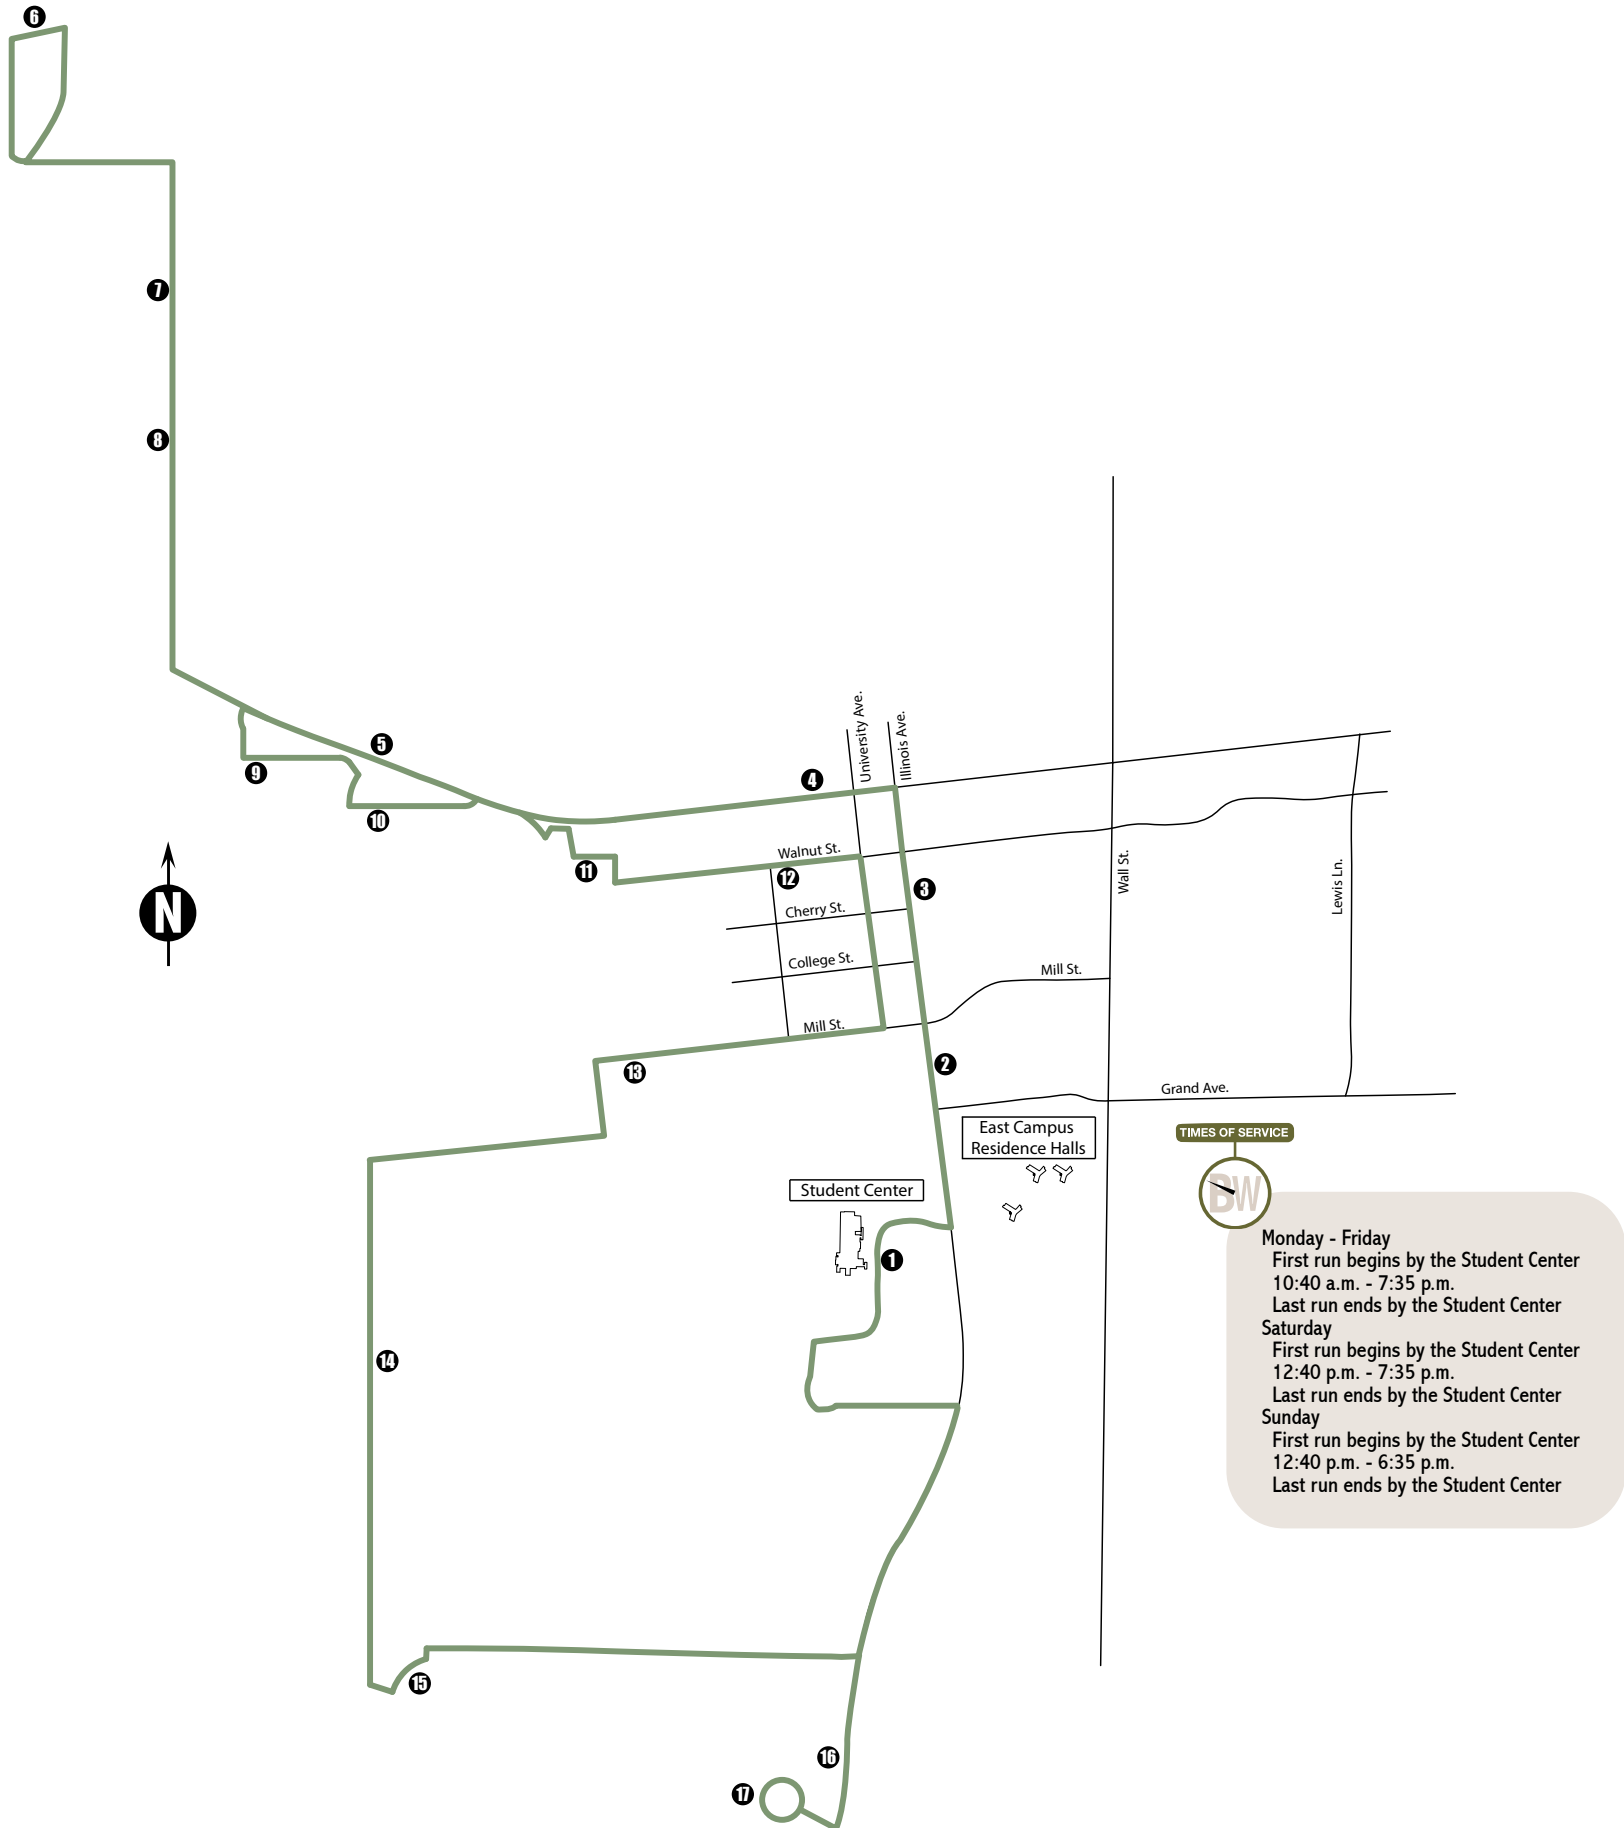 6
7
8
5
9
10
4
University Ave.
Illinois Ave.
N
11
Walnut St.
12
3
Wall St.
Lewis Ln.
Cherry St.
College St.
Mill St.
Mill St.
13
2
Grand Ave.
East Campus
Residence Halls
Student Center
1
14
15
16
17
TIMES OF SERVICE
BW
Monday - Friday
First run begins by the Student Center
10:40 a.m. - 7:35 p.m.
Last run ends by the Student Center
Saturday
First run begins by the Student Center
12:40 p.m. - 7:35 p.m.
Last run ends by the Student Center
Sunday
First run begins by the Student Center
12:40 p.m. - 6:35 p.m.
Last run ends by the Student Center